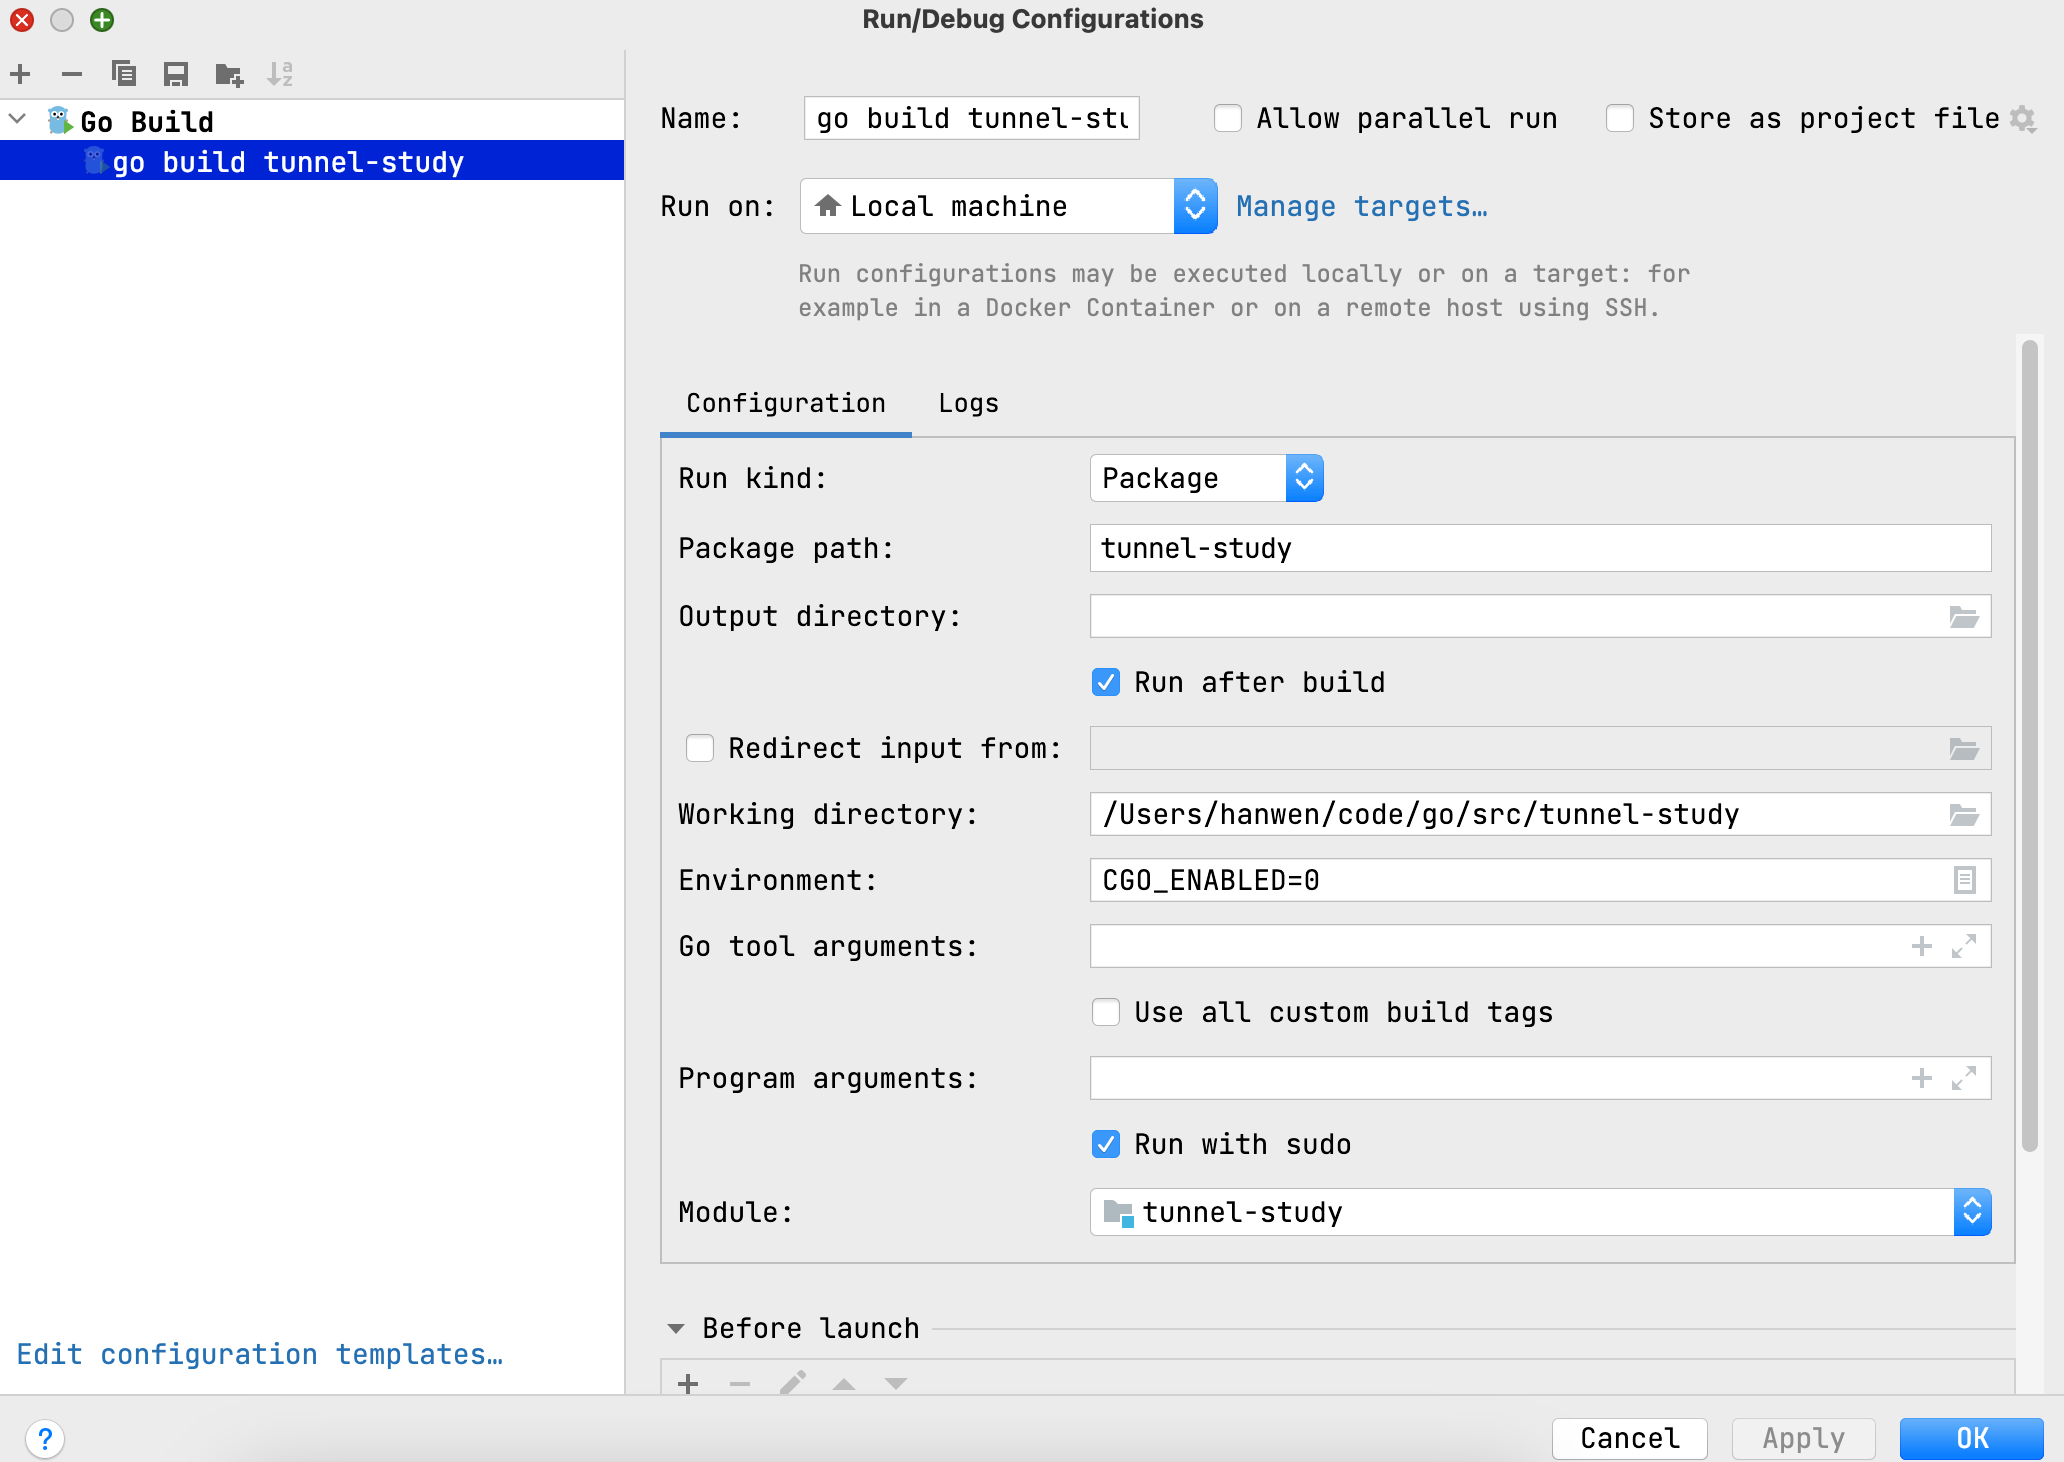 Run/Debug Configurations
Go Build
go build tunnel-study
Edit configuration templates…
Name: go build tunnel-stu Allow parallel run Store as project file
Run on: Local machine Manage targets…
Run configurations may be executed locally or on a target: for
example in a Docker Container or on a remote host using SSH.
Configuration Logs
Run kind: Package
Package path: tunnel-study
Output directory:
Run after build
Redirect input from:
Working directory: /Users/hanwen/code/go/src/tunnel-study
Environment: CGO_ENABLED=0
Go tool arguments:
Use all custom build tags
Program arguments:
Run with sudo
Module: tunnel-study
Before launch
? Cancel Apply OK